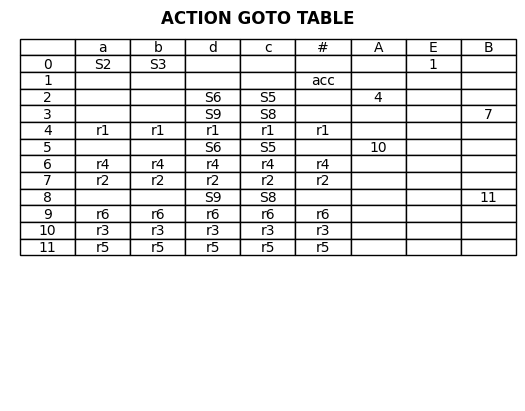 ACTION GOTO TABLE
a b d c # A E B
0 S2 S3 1
1 acc
2 S6 S5 4
3 S9 S8 7
4 r1 r1 r1 r1 r1
5 S6 S5 10
6 r4 r4 r4 r4 r4
7 r2 r2 r2 r2 r2
8 S9 S8 11
9 r6 r6 r6 r6 r6
10 r3 r3 r3 r3 r3
11 r5 r5 r5 r5 r5